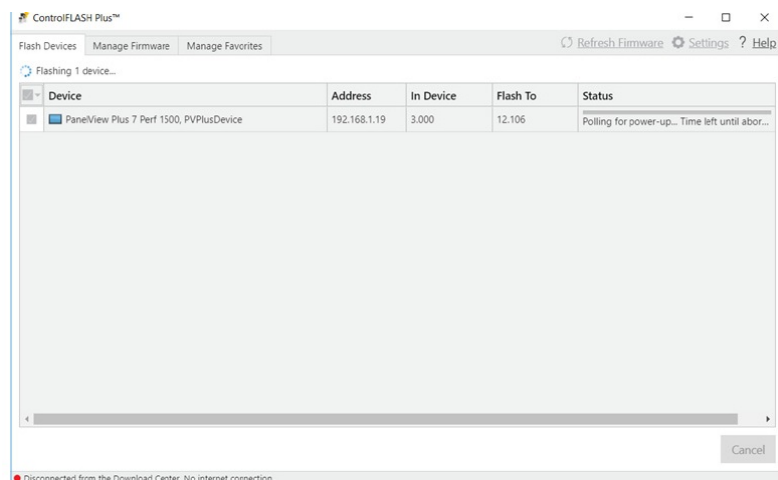 ControlFLASH Plus™
Flash Devices Manage Firmware Manage Favorites Refresh Firmware Settings ? Help
Flashing 1 device...
Device Address In Device Flash To Status
PanelView Plus 7 Perf 1500, PVPlusDevice 192.168.1.19 3.000 12.106 Polling for power-up... Time left until abor...
Cancel
Disconnected from the Download Center. No internet connection